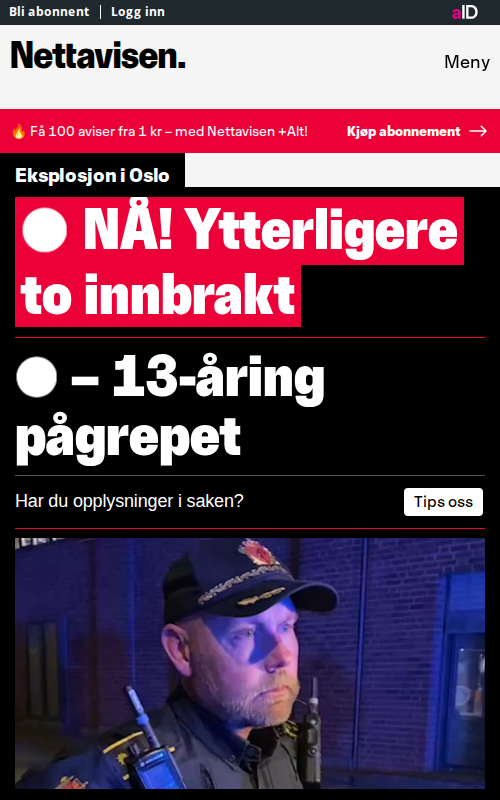 Bli abonnent | Logg inn
aID
Nettavisen.
Meny
🔥 Få 100 aviser fra 1 kr – med Nettavisen +Alt!
Kjøp abonnement →
Eksplosjon i Oslo
NÅ! Ytterligere
to innbrakt
– 13-åring
pågrepet
Har du opplysninger i saken?
Tips oss